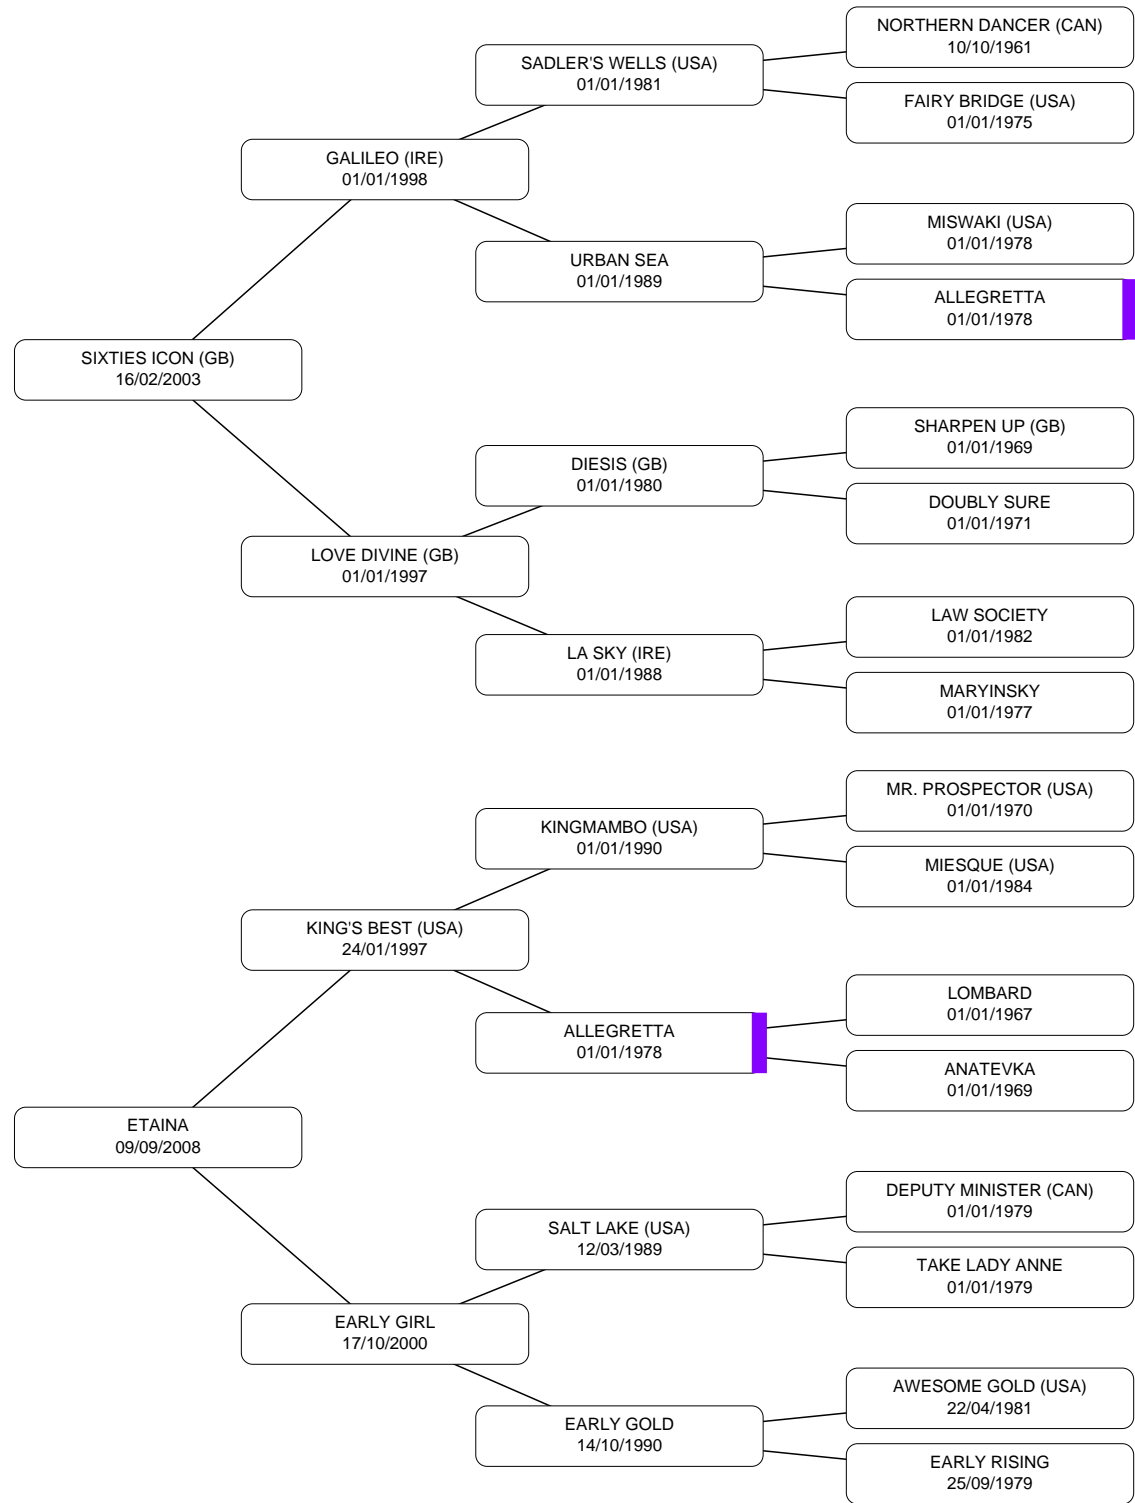 NORTHERN DANCER (CAN)
10/10/1961
SADLER'S WELLS (USA)
01/01/1981
FAIRY BRIDGE (USA)
01/01/1975
GALILEO (IRE)
01/01/1998
MISWAKI (USA)
01/01/1978
URBAN SEA
01/01/1989
ALLEGRETTA
01/01/1978
SIXTIES ICON (GB)
16/02/2003
SHARPEN UP (GB)
01/01/1969
DIESIS (GB)
01/01/1980
DOUBLY SURE
01/01/1971
LOVE DIVINE (GB)
01/01/1997
LAW SOCIETY
01/01/1982
LA SKY (IRE)
01/01/1988
MARYINSKY
01/01/1977
MR. PROSPECTOR (USA)
01/01/1970
KINGMAMBO (USA)
01/01/1990
MIESQUE (USA)
01/01/1984
KING'S BEST (USA)
24/01/1997
LOMBARD
01/01/1967
ALLEGRETTA
01/01/1978
ANATEVKA
01/01/1969
ETAINA
09/09/2008
DEPUTY MINISTER (CAN)
01/01/1979
SALT LAKE (USA)
12/03/1989
TAKE LADY ANNE
01/01/1979
EARLY GIRL
17/10/2000
AWESOME GOLD (USA)
22/04/1981
EARLY GOLD
14/10/1990
EARLY RISING
25/09/1979